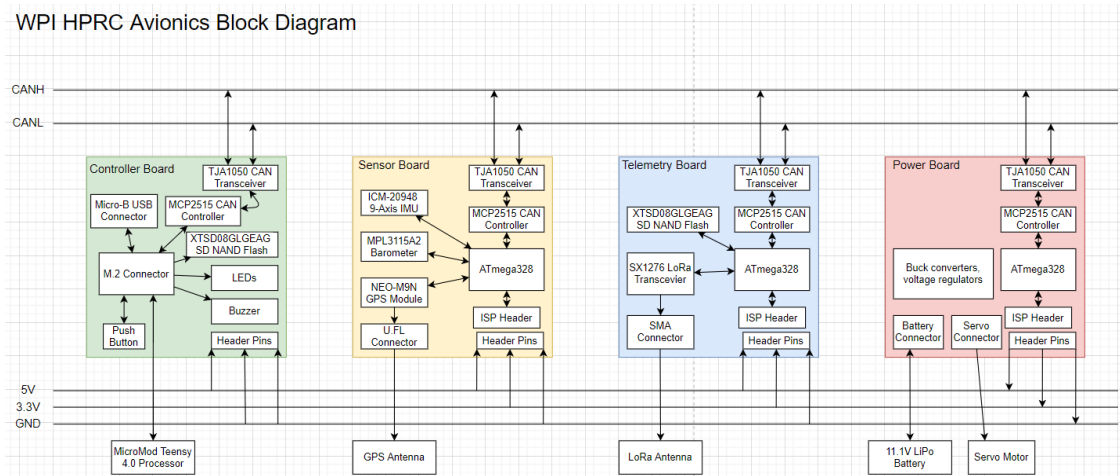 WPI HPRC Avionics Block Diagram
CANH
CANL
Controller Board
TJA1050 CAN
Transceiver
Micro-B USB
Connector
MCP2515 CAN
Controller
XTSD08GLGEAG
SD NAND Flash
M.2 Connector
LEDs
Buzzer
Push
Button
Header Pins
Sensor Board
TJA1050 CAN
Transceiver
ICM-20948
9-Axis IMU
MCP2515 CAN
Controller
MPL3115A2
Barometer
ATmega328
NEO-M9N
GPS Module
ISP Header
U.FL
Connector
Header Pins
Telemetry Board
TJA1050 CAN
Transceiver
XTSD08GLGEAG
SD NAND Flash
MCP2515 CAN
Controller
SX1276 LoRa
Transcevier
ATmega328
ISP Header
SMA
Connector
Header Pins
Power Board
TJA1050 CAN
Transceiver
MCP2515 CAN
Controller
Buck converters,
voltage regulators
ATmega328
ISP Header
Battery
Connector
Servo
Connector
Header Pins
5V
3.3V
GND
MicroMod Teensy
4.0 Processor
GPS Antenna
LoRa Antenna
11.1V LiPo
Battery
Servo Motor